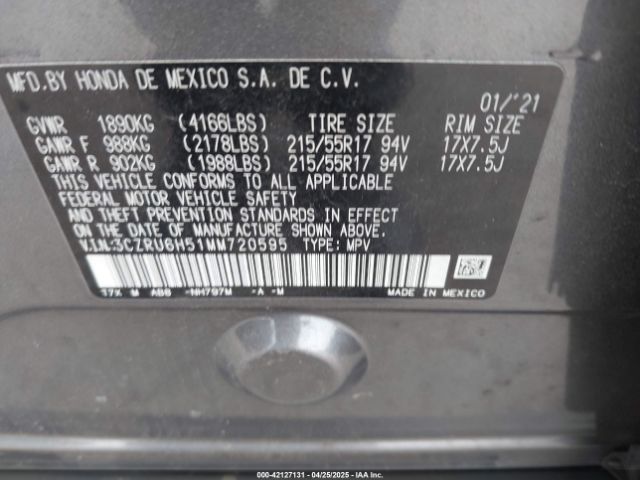 MFD.BY HONDA DE MEXICO S.A. DE C.V.
01/'21
GVWR 1890KG (4166LBS) TIRE SIZE RIM SIZE
GAWR F 988KG (2178LBS) 215/55R17 94V 17X7.5J
GAWR R 902KG (1988LBS) 215/55R17 94V 17X7.5J
THIS VEHICLE CONFORMS TO ALL APPLICABLE
FEDERAL MOTOR VEHICLE SAFETY
AND THEFT PREVENTION STANDARDS IN EFFECT
ON THE DATE OF MANUFACTURE SHOWN ABOVE.
V.I.N:3CZRU6H51MM720595 TYPE: MPV
T7X M AB8 -NH797M -A -M MADE IN MEXICO
000-42127131 - 04/25/2025 - IAA Inc.